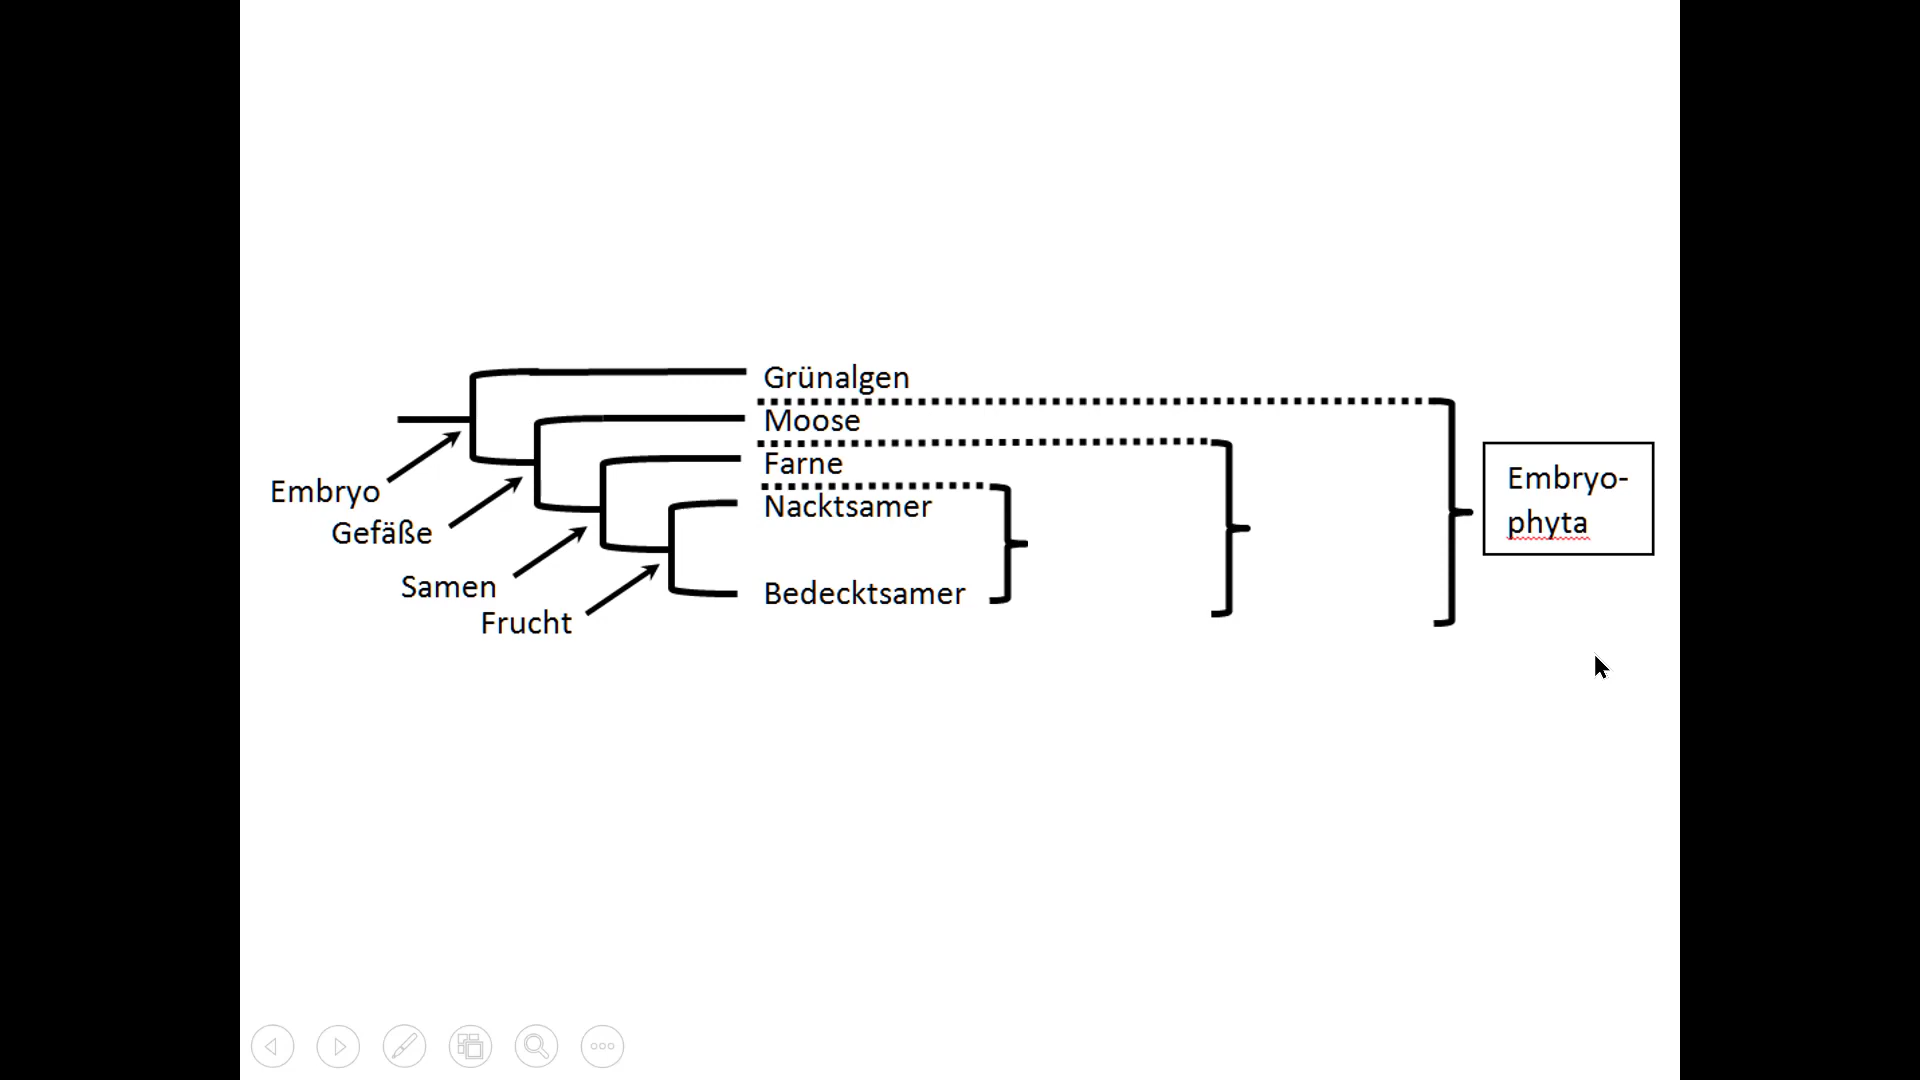 Grünalgen
Moose
Farne
Nacktsamer
Bedecktsamer
Embryo
Gefäße
Samen
Frucht
Embryo-
phyta